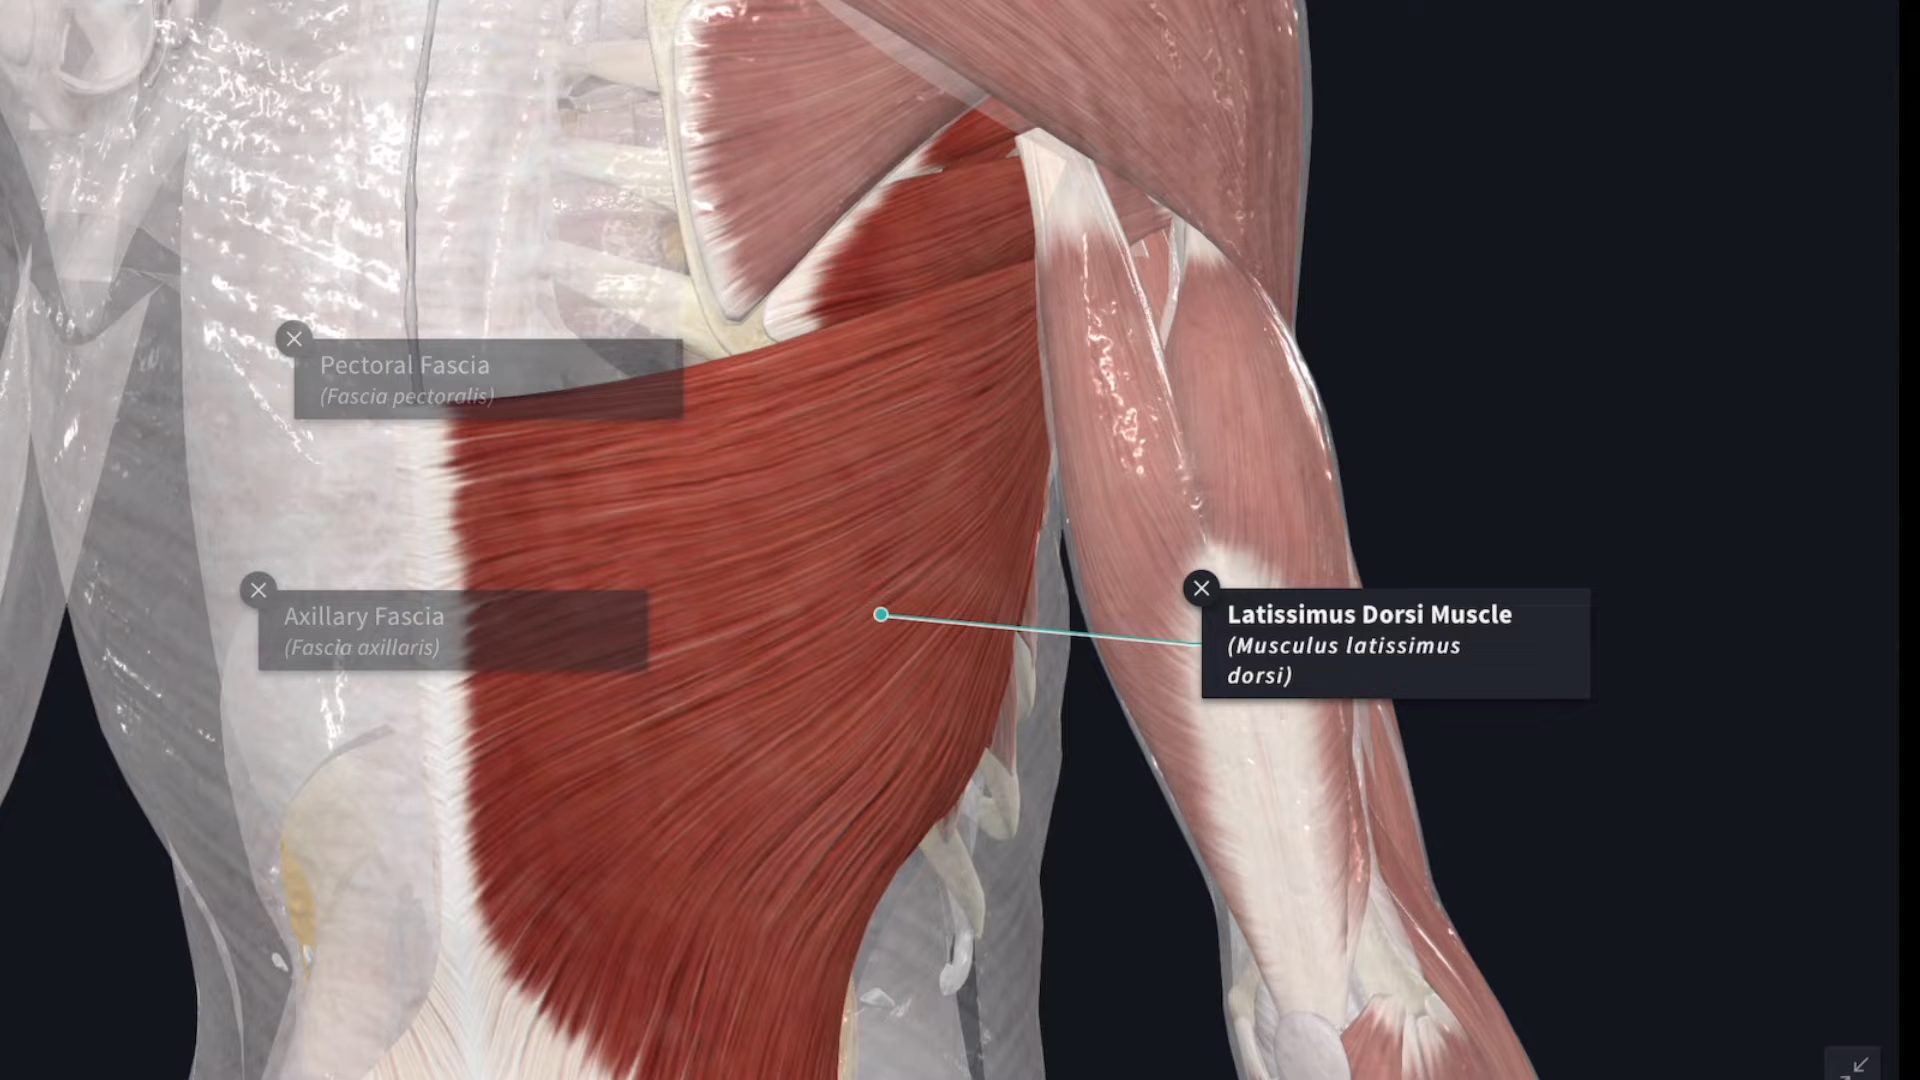 Pectoral Fascia
(Fascia pectoralis)
Axillary Fascia
(Fascia axillaris)
Latissimus Dorsi Muscle
(Musculus latissimus
dorsi)